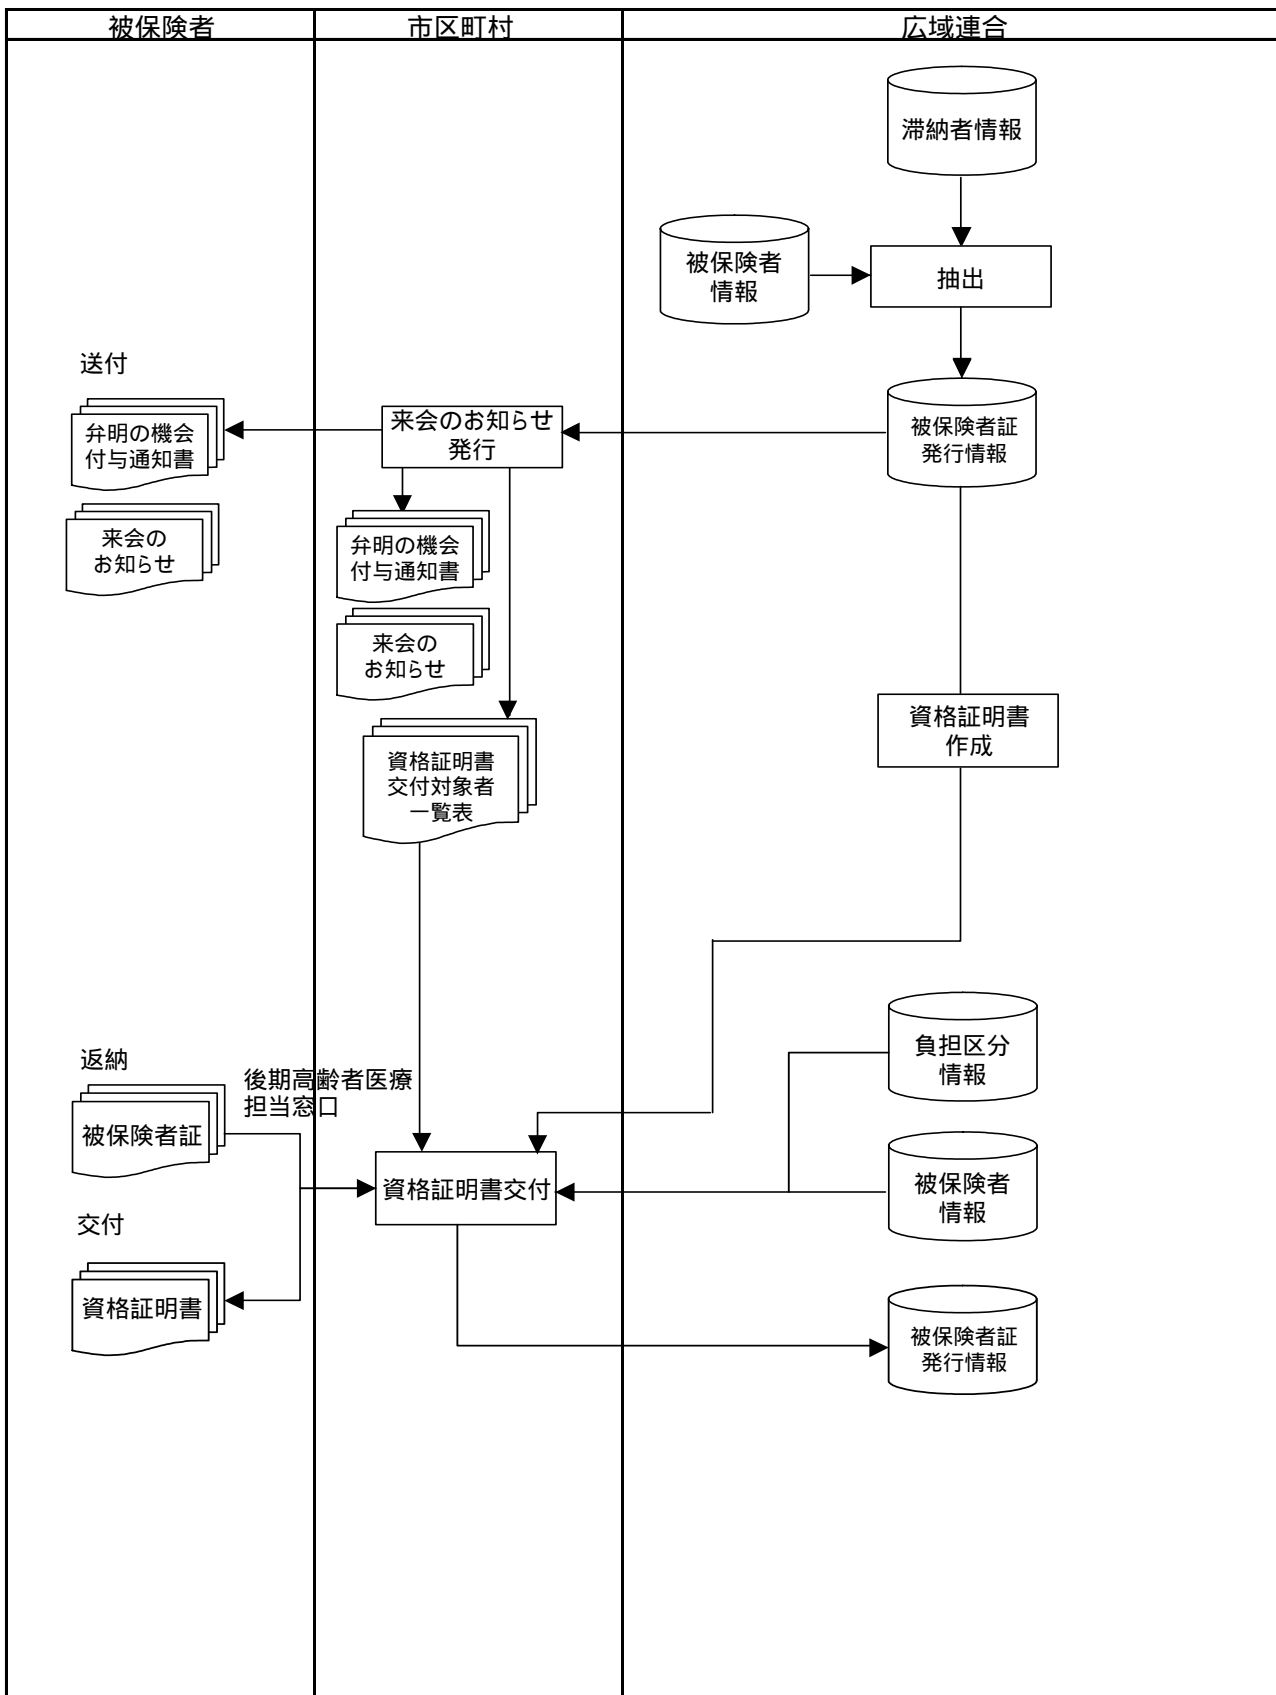 被保険者
市区町村
広域連合
滞納者情報
被保険者
情報
抽出
送付
弁明の機会
付与通知書
来会のお知らせ
発行
被保険者証
発行情報
来会の
お知らせ
弁明の機会
付与通知書
来会の
お知らせ
資格証明書
作成
資格証明書
交付対象者
一覧表
負担区分
情報
返納
後期高齢者医療
担当窓口
被保険者証
資格証明書交付
被保険者
情報
交付
資格証明書
被保険者証
発行情報